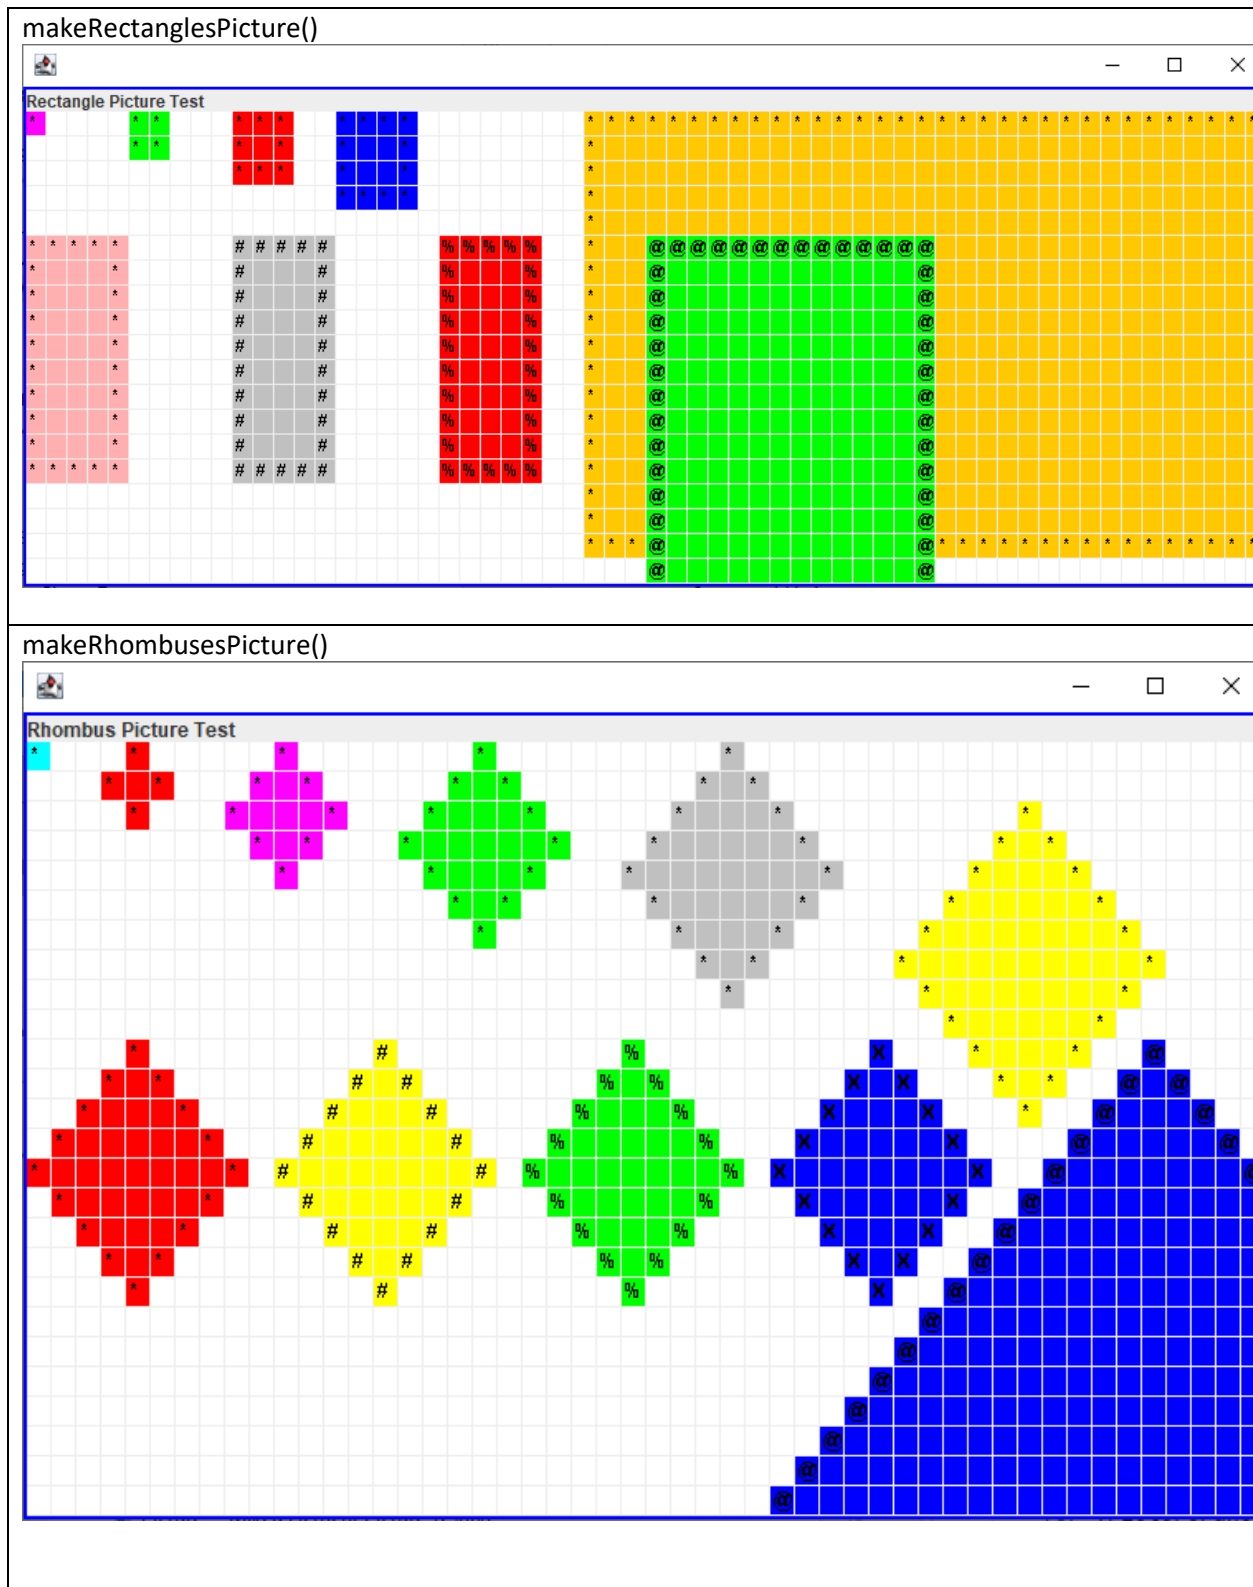 makeRectanglesPicture()
Rectangle Picture Test
makeRhombusesPicture()
Rhombus Picture Test